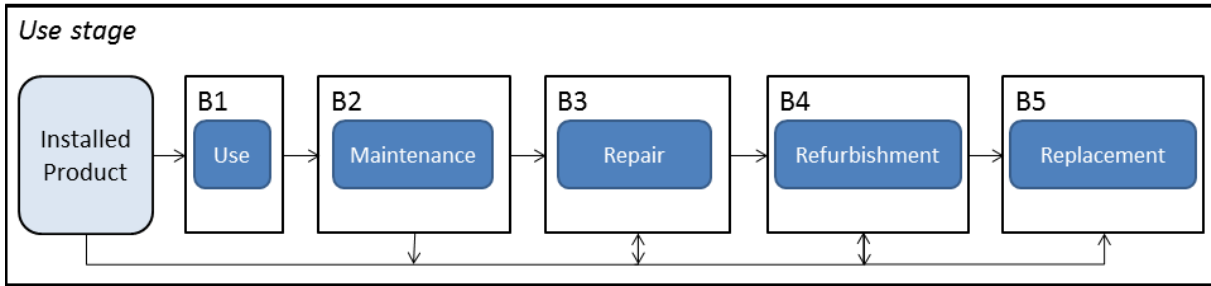 Use stage
Installed
Product
B1
Use
B2
Maintenance
B3
Repair
B4
Refurbishment
B5
Replacement